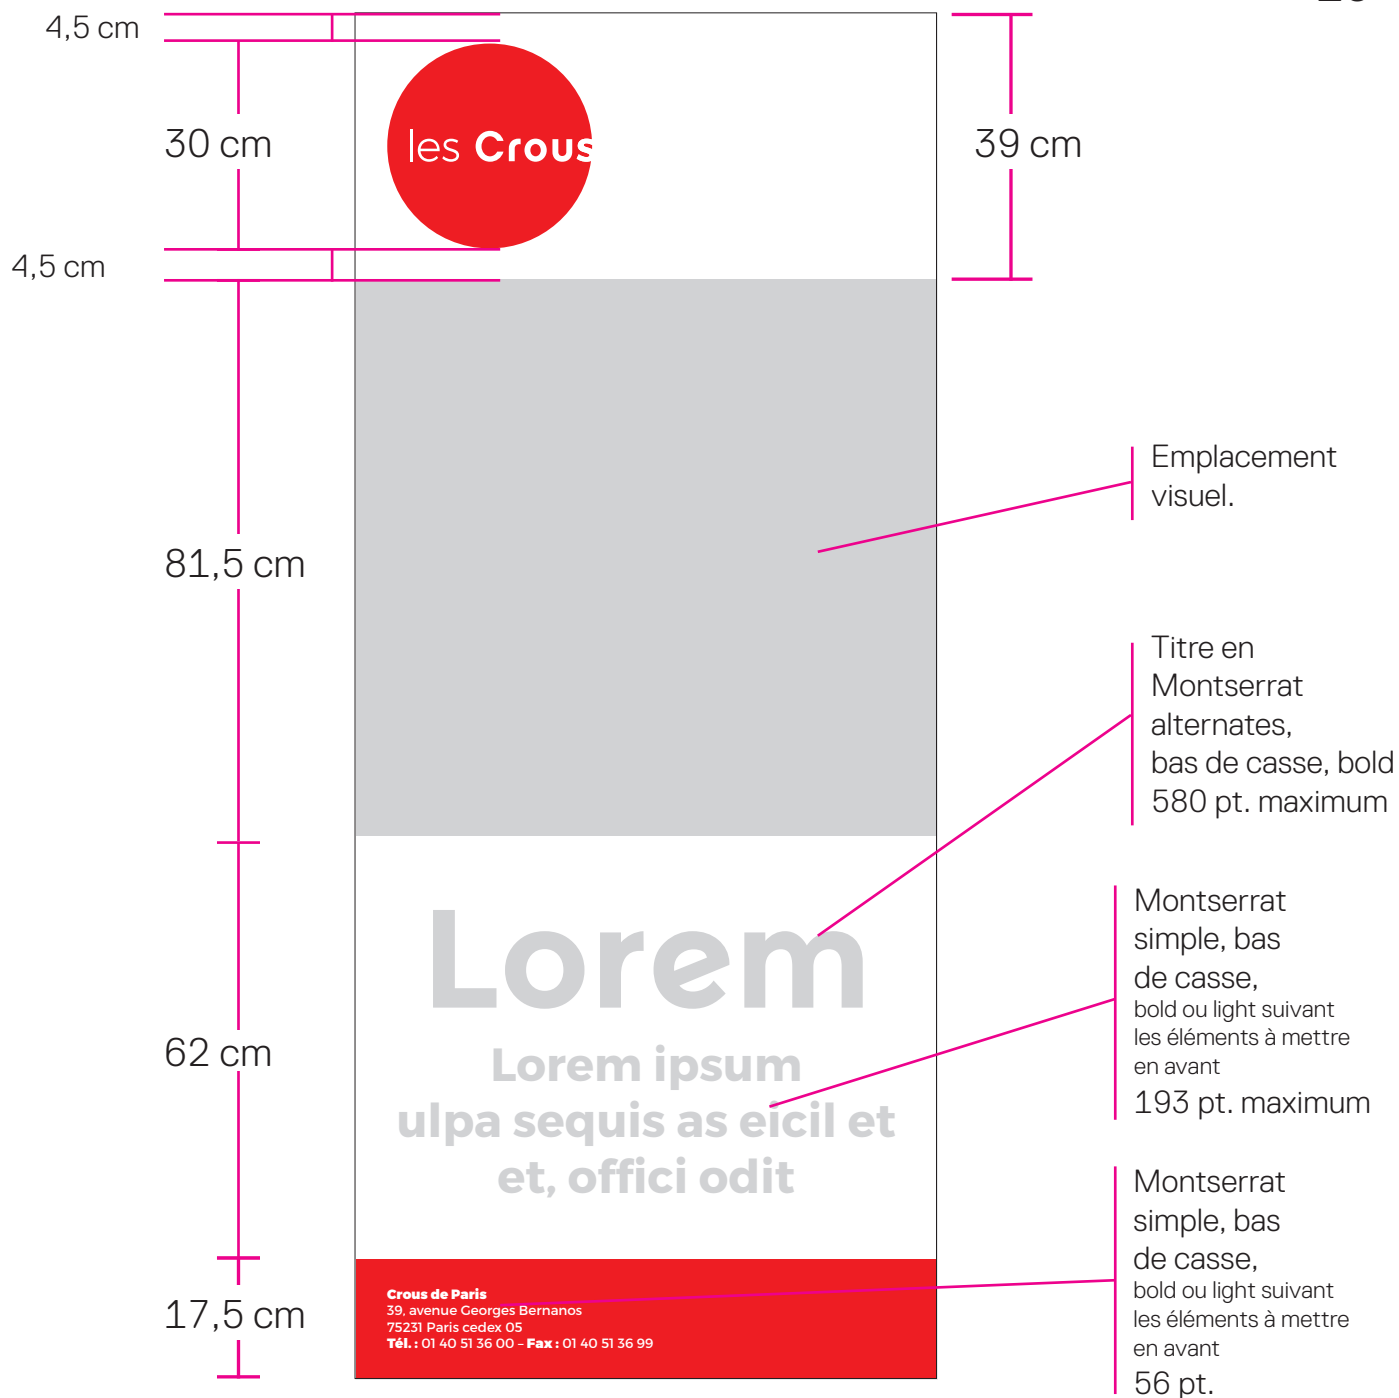 4,5 cm
30 cm
4,5 cm
les Crous
39 cm
81,5 cm
Emplacement
visuel.
Titre en
Montserrat
alternates,
bas de casse, bold
580 pt. maximum
62 cm
Lorem
Lorem ipsum
ulpa sequis as eicil et
et, offici odit
Montserrat
simple, bas
de casse,
bold ou light suivant
les éléments à mettre
en avant
193 pt. maximum
17,5 cm
Crous de Paris
39, avenue Georges Bernanos
75231 Paris cedex 05
Tél. : 01 40 51 36 00 – Fax : 01 40 51 36 99
Montserrat
simple, bas
de casse,
bold ou light suivant
les éléments à mettre
en avant
56 pt.